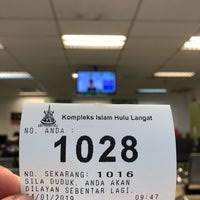 Kompleks Islam Hulu Langat
NO. ANDA :
1028
NO. SEKARANG: 1016
SILA DUDUK. ANDA AKAN
DILAYAN SEBENTAR LAGI.
24/01/2019 09:47